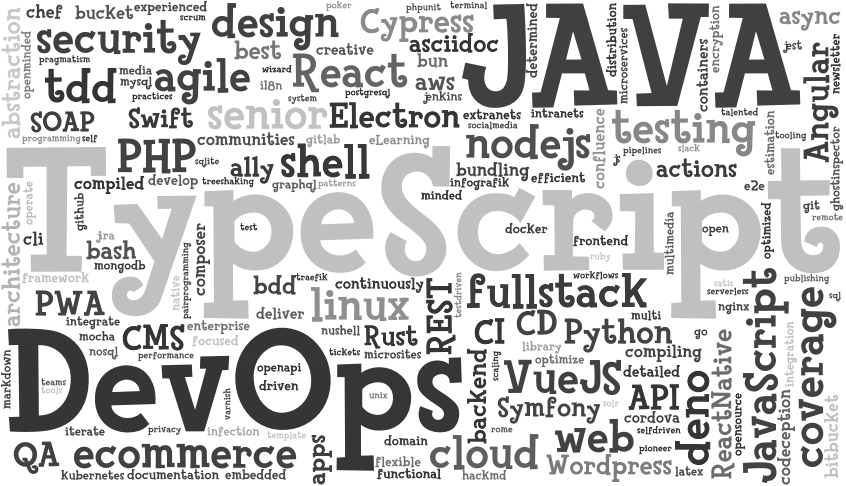 chef
bucket
experienced
scrum
design
poker
phpunit
terminal
Cypress
JAVA
determined
distribution
microservices
containers
encryption
async
jest
newsletter
abstraction
openminded
security
pragmatism
best
creative
asciidoc
tdd
media
mysql
agile
wizard
il8n
React
bun
aws
jenkins
postgresql
practices
system
SOAP
Swift
senior
Electron
extranets
intranets
socialmedia
talented
Angular
programming
self
communities
gitlab
eLearning
nodejs
confluence
testing
estimation
tooling
ghostinspector
PHP
sqlite
ally
shell
bundling
js
pipelines
slack
actions
compiled
develop
treeshaking
graphql
patterns
infografik
efficient
minded
e2e
architecture
operate
github
TypeScript
git
remote
cli
jra
bash
mongodb
pairprogramming
native
composer
test
docker
frontend
ruby
multimedia
open
optimized
framework
bdd
traefik
continuously
testdriven
workflows
satis
serverless
publishing
sql
PWA
integrate
enterprise
deliver
linux
REST
fullstack
nginx
JavaScript
coverage
mocha
nosql
CMS
focused
performance
nushell
Rust
tickets
microsites
CI
CD
Python
multi
go
library
optimize
compiling
integration
markdown
DevOps
teams
tools
openapi
driven
varnish
unix
backend
scaling
VueJS
detailed
API
ReactNative
opensource
deno
Symfony
solr
cordova
selfdriven
codeception
bitbucket
iterate
privacy
infection
template
domain
rome
web
pioneer
QA
ecommerce
apps
flexible
functional
cloud
Wordpress
latex
Kubernetes
documentation
embedded
hackmd